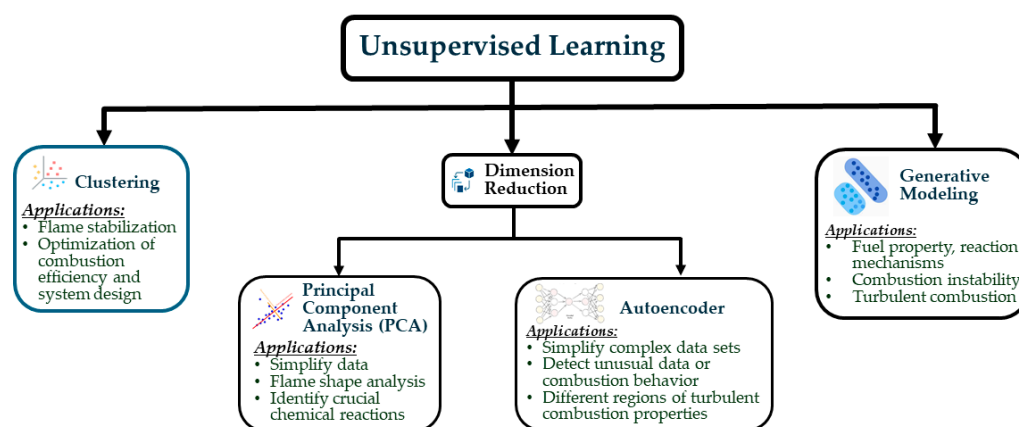 Unsupervised Learning
Clustering
Applications:
• Flame stabilization
• Optimization of
combustion
efficiency and
system design
Dimension
Reduction
Generative
Modeling
Applications:
• Fuel property, reaction
mechanisms
• Combustion instability
• Turbulent combustion
Principal
Component
Analysis (PCA)
Applications:
• Simplify data
• Flame shape analysis
• Identify crucial
chemical reactions
Autoencoder
Applications:
• Simplify complex data sets
• Detect unusual data or
combustion behavior
• Different regions of turbulent
combustion properties